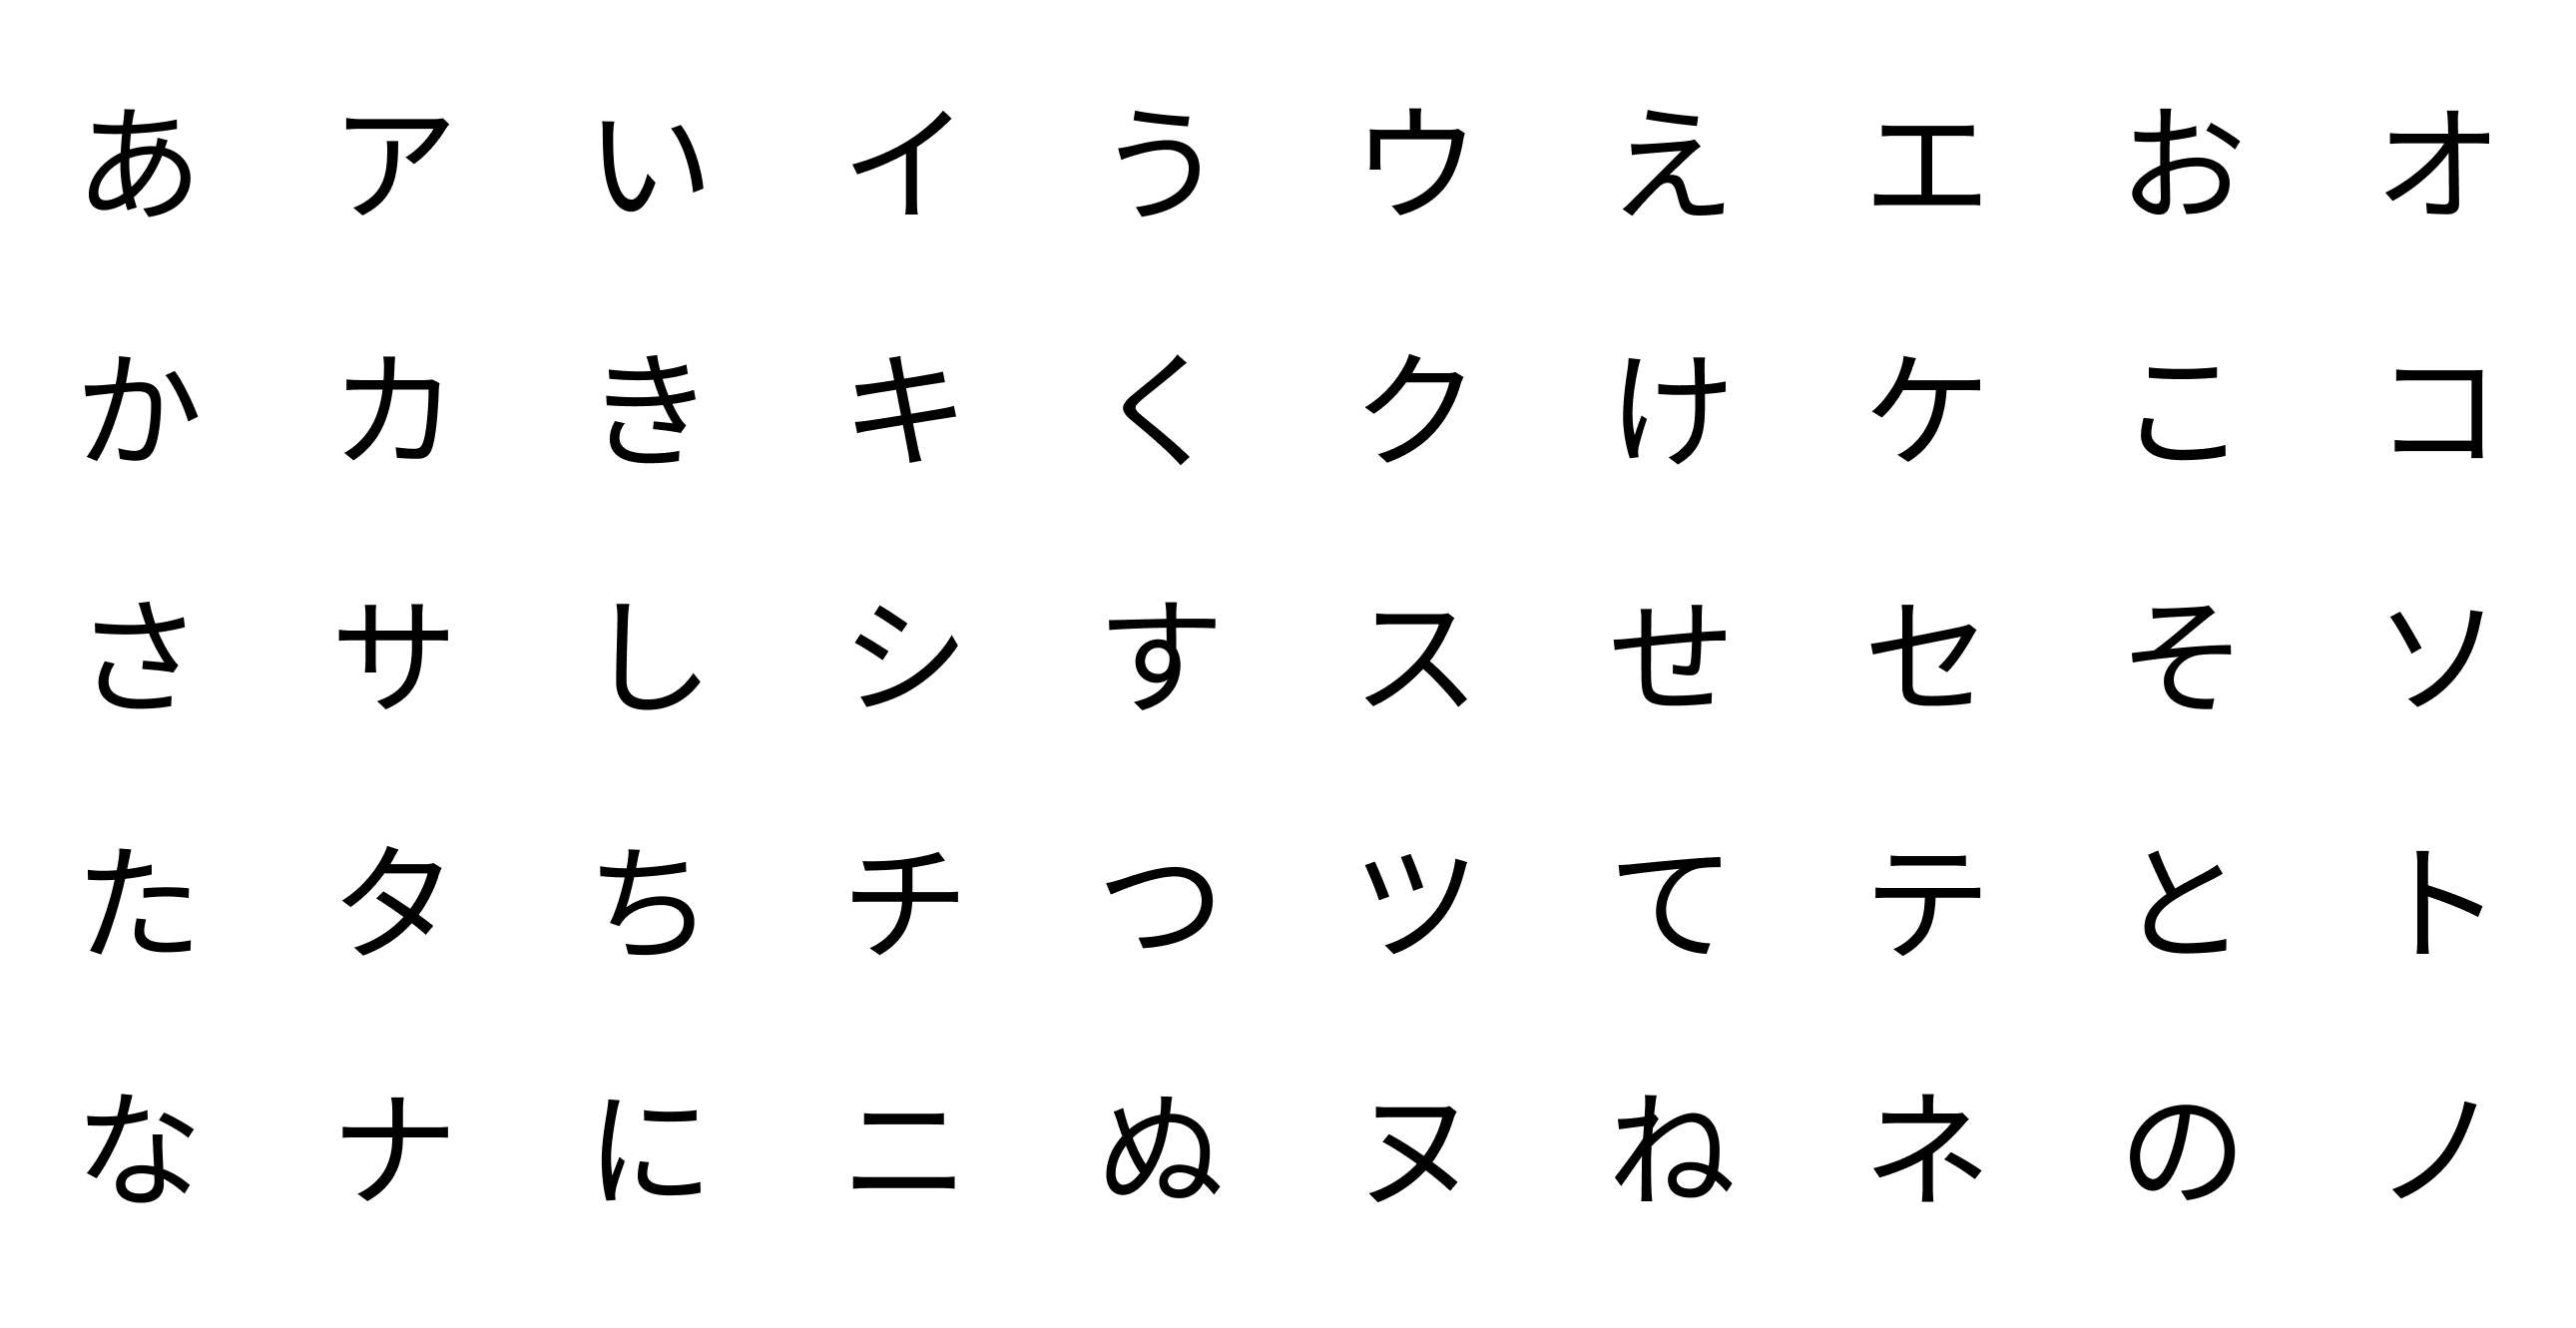 あ ア い イ う ウ え エ お オ
か カ き キ く ク け ケ こ コ
さ サ し シ す ス せ セ そ ソ
た タ ち チ つ ツ て テ と ト
な ナ に ニ ぬ ヌ ね ネ の ノ